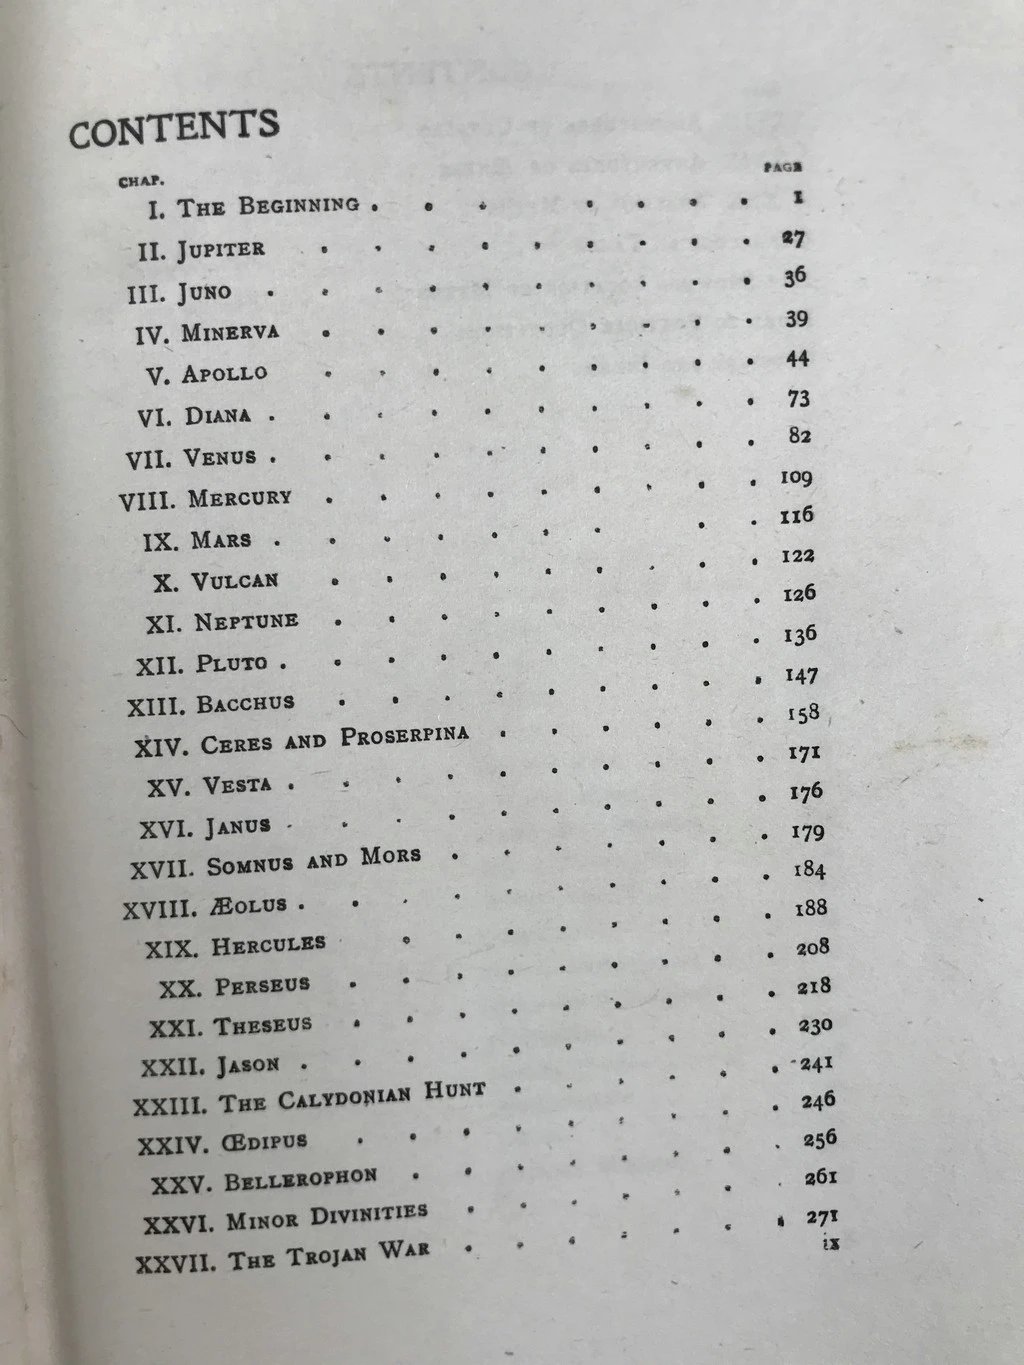 CONTENTS
CHAP. PAGE
I. THE BEGINNING . . . . . . . . 1
II. JUPITER . . . . . . . . . 27
III. JUNO . . . . . . . . . . 36
IV. MINERVA . . . . . . . . . 39
V. APOLLO . . . . . . . . . 44
VI. DIANA . . . . . . . . . . 73
VII. VENUS . . . . . . . . . . 82
VIII. MERCURY . . . . . . . . . 109
IX. MARS . . . . . . . . . 116
X. VULCAN . . . . . . . . . 122
XI. NEPTUNE . . . . . . . . . 126
XII. PLUTO . . . . . . . . . . 136
XIII. BACCHUS . . . . . . . . . 147
XIV. CERES AND PROSERPINA . . . . . . 158
XV. VESTA . . . . . . . . . . 171
XVI. JANUS . . . . . . . . . . 176
XVII. SOMNUS AND MORS . . . . . . . 179
XVIII. ÆOLUS . . . . . . . . . . 184
XIX. HERCULES . . . . . . . . 188
XX. PERSEUS . . . . . . . . . 208
XXI. THESEUS . . . . . . . . . 218
XXII. JASON . . . . . . . . . . 230
XXIII. THE CALYDONIAN HUNT . . . . . . 241
XXIV. ŒDIPUS . . . . . . . . . 246
XXV. BELLEROPHON . . . . . . . . 256
XXVI. MINOR DIVINITIES . . . . . . . 261
XXVII. THE TROJAN WAR . . . . . . . 271
ix